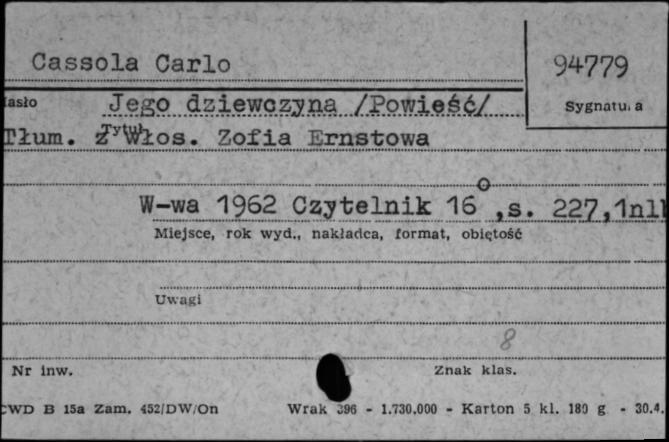 Cassola Carlo
94779
Jego dziewczyna /Powieść/
Sygnatura
Tytuł
Tłum. z Włos. Zofia Ernstowa
W-wa 1962 Czytelnik 16°,s. 227,1nl
Miejsce, rok wyd., nakładca, format, objętość
Uwagi
8
Nr inw.
Znak klas.
CWD B 15a Zam. 452/DW/On Wrak 396 - 1.730.000 - Karton 5 kl. 180 g - 30.4.